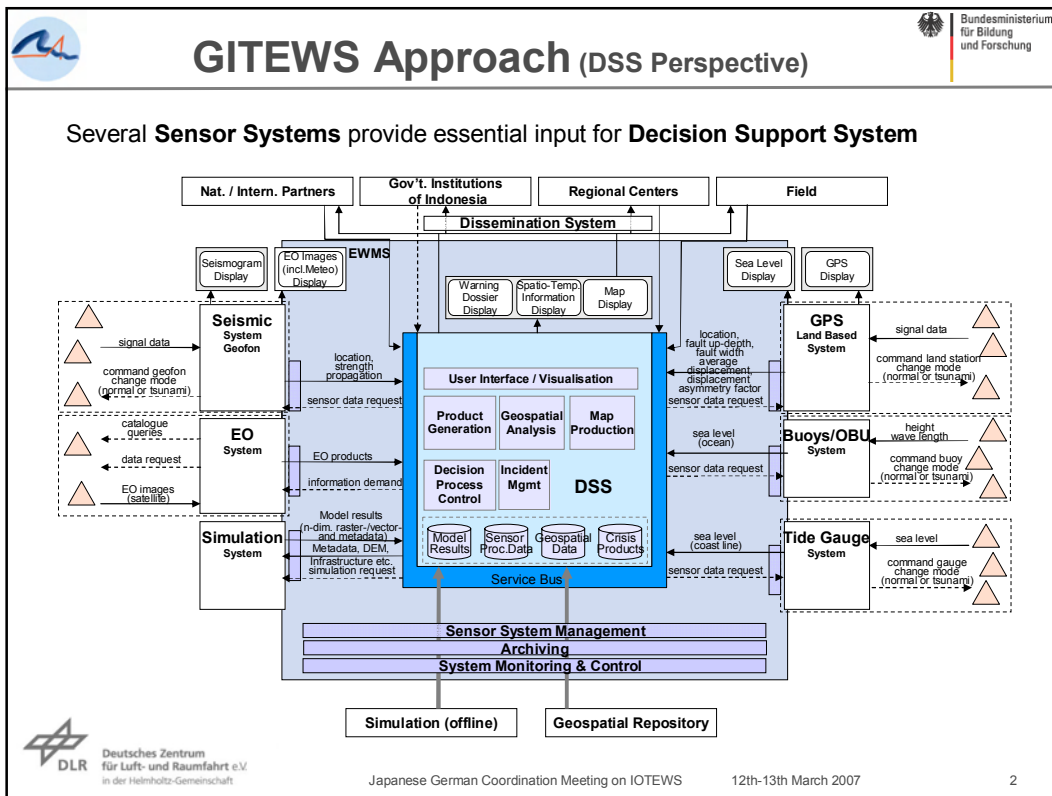 GITEWS Approach (DSS Perspective)
Bundesministerium
für Bildung
und Forschung
Several Sensor Systems provide essential input for Decision Support System
Nat. / Intern. Partners
Gov't. Institutions
of Indonesia
Regional Centers
Field
Dissemination System
EWMS
Seismogram
Display
EO Images
(incl.Meteo)
Display
Warning
Dossier
Display
Spatio-Temp.
Information
Display
Map
Display
Sea Level
Display
GPS
Display
Seismic
System
Geofon
signal data
command geofon
change mode
(normal or tsunami)
location,
strength
propagation
sensor data request
EO
System
catalogue
queries
data request
EO images
(satellite)
EO products
information demand
Simulation
System
Model results
(n-dim. raster-/vector-
and metadata)
Metadata, DEM,
Infrastructure etc.
simulation request
User Interface / Visualisation
Product
Generation
Geospatial
Analysis
Map
Production
Decision
Process
Control
Incident
Mgmt
DSS
Model
Results
Sensor
Proc.Data
Geospatial
Data
Crisis
Products
Service Bus
location,
fault up-depth,
fault width
average
displacement,
displacement
asymmetry factor
sensor data request
GPS
Land Based
System
signal data
command land station
change mode
(normal or tsunami)
sea level
(ocean)
sensor data request
Buoys/OBU
System
height
wave length
command buoy
change mode
(normal or tsunami)
sea level
(coast line)
sensor data request
Tide Gauge
System
sea level
command gauge
change mode
(normal or tsunami)
Sensor System Management
Archiving
System Monitoring & Control
Simulation (offline)
Geospatial Repository
DLR
Deutsches Zentrum
für Luft- und Raumfahrt e.V.
in der Helmholtz-Gemeinschaft
Japanese German Coordination Meeting on IOTEWS
12th-13th March 2007
2